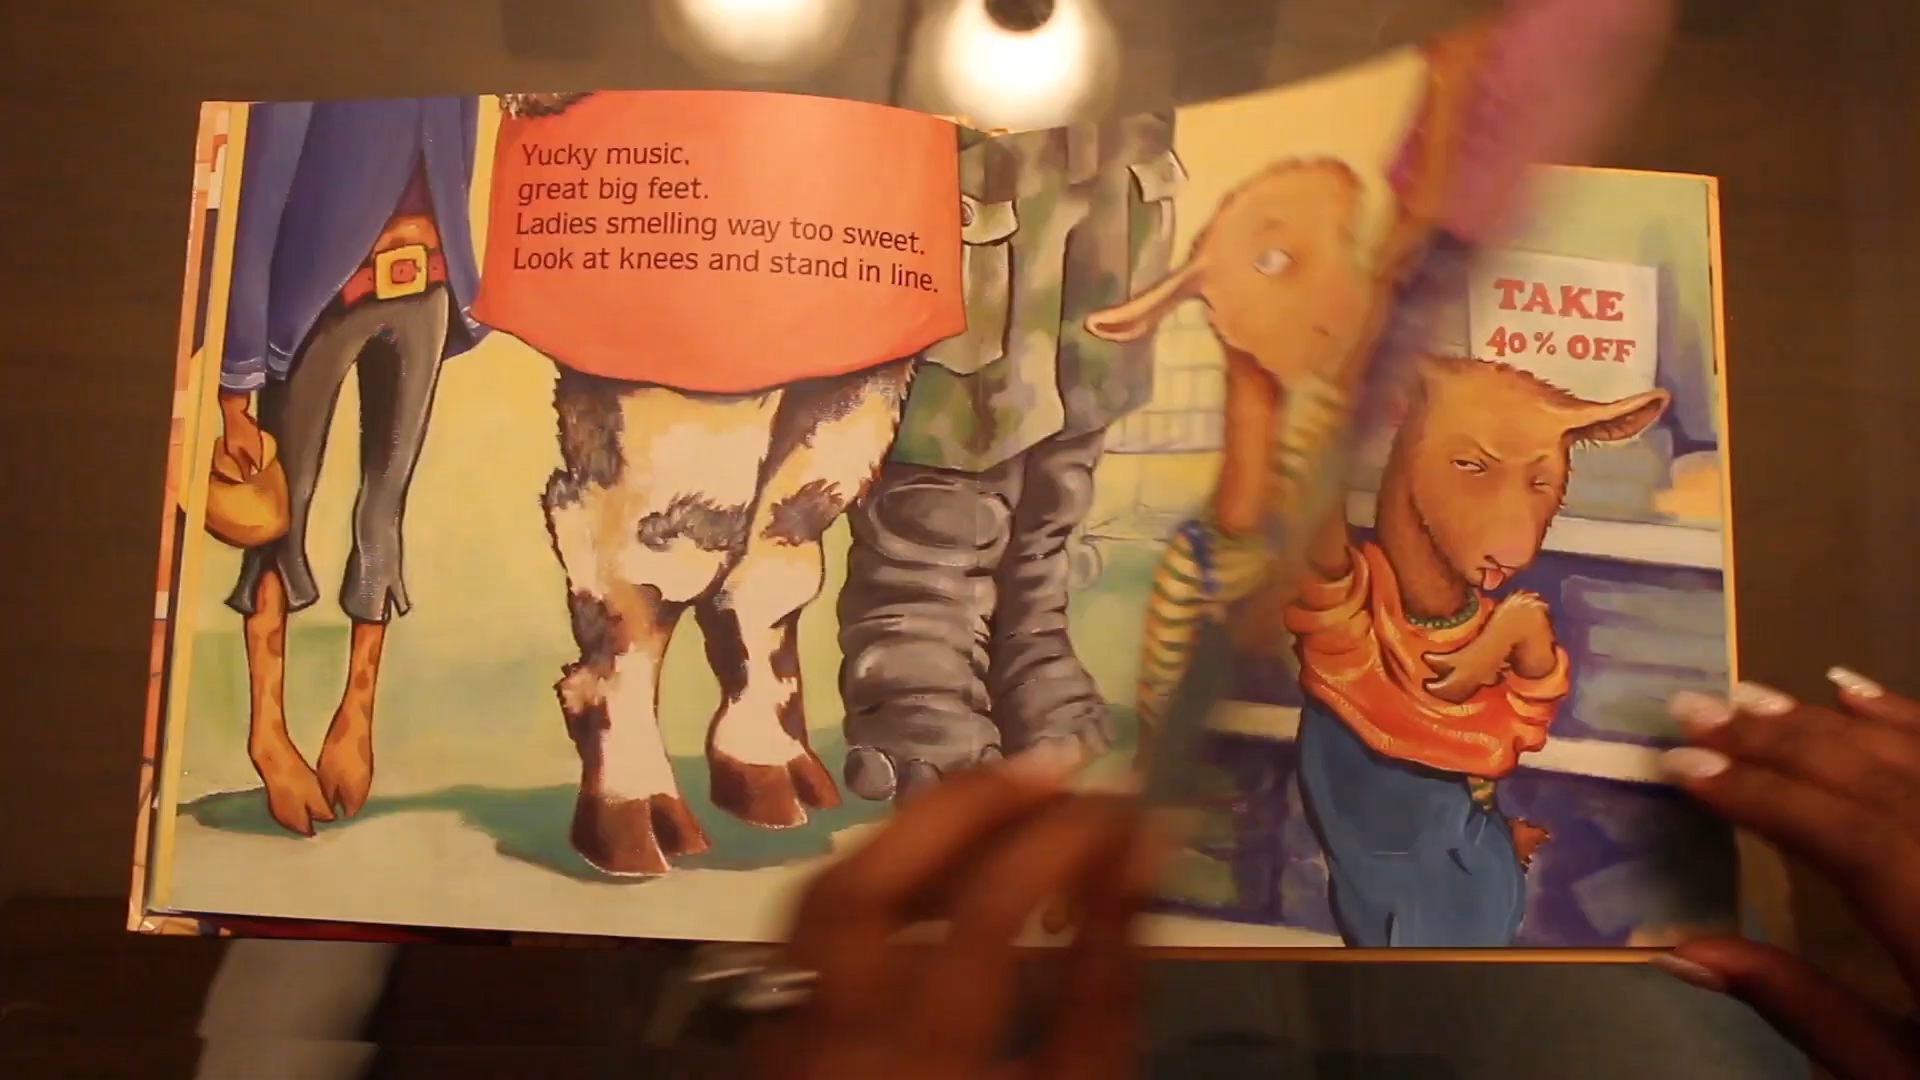 Yucky music,
great big feet.
Ladies smelling way too sweet.
Look at knees and stand in line.
TAKE
40% OFF